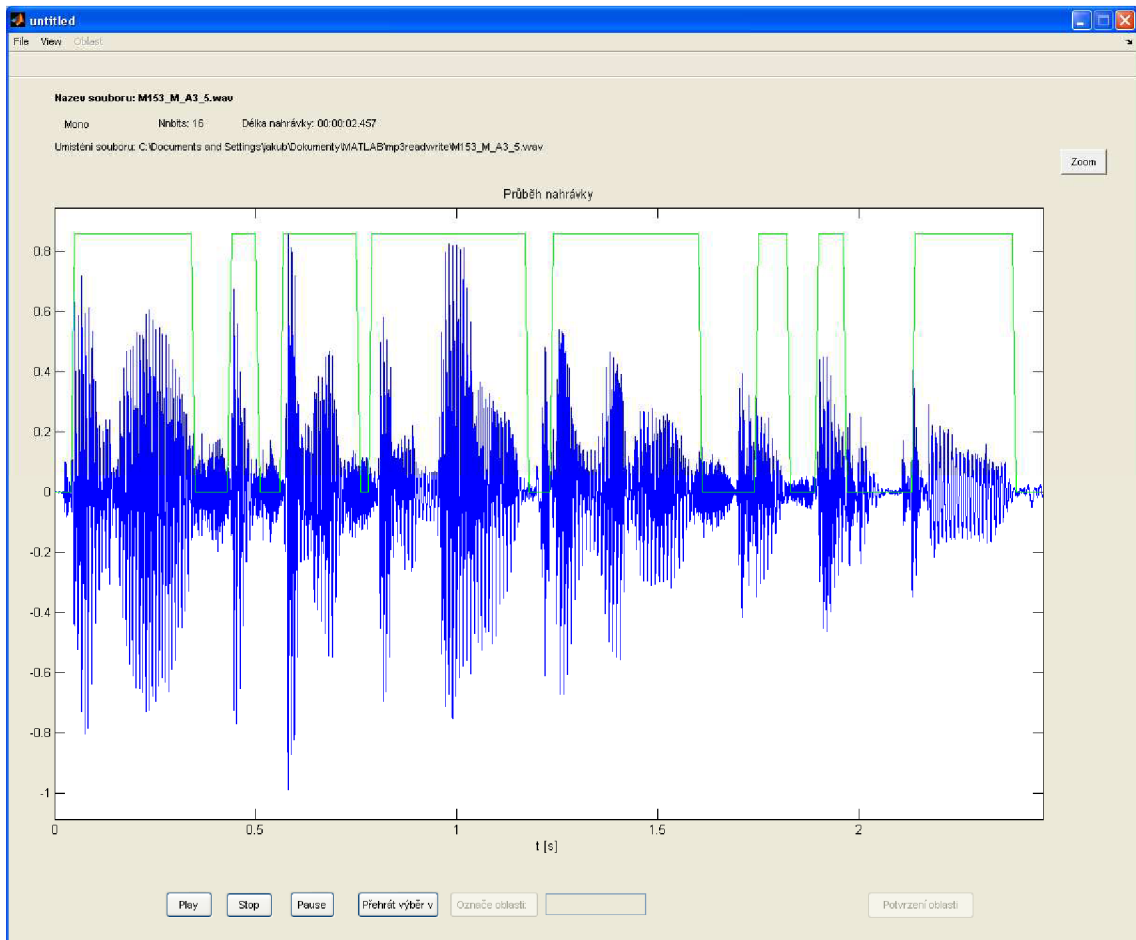 untitled
File View Oblast
Nazev souboru: M153_M_A3_5.wav
Mono Nnbits: 16 Délka nahrávky: 00:00:02.457
Umisténi souboru: C:\Documents and Settings\jakub\Dokumenty\MATLAB\mp3readwrite\M153_M_A3_5.wav
Zoom
Průběh nahrávky
0.8
0.6
0.4
0.2
0
-0.2
-0.4
-0.6
-0.8
-1
0 0.5 1 1.5 2
t [s]
Play Stop Pause Přehrát výběr v Označe oblasti: Potvrzení oblasti